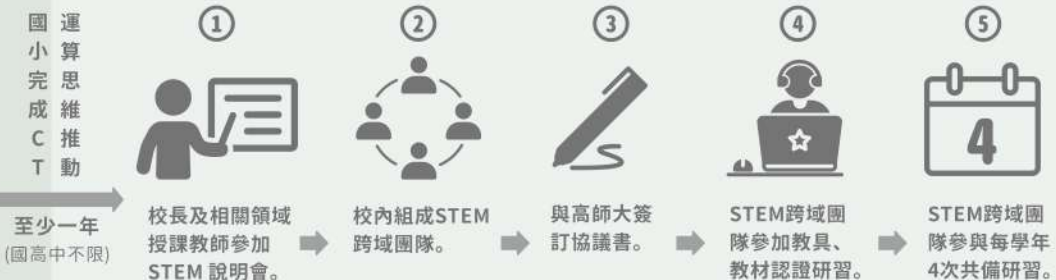 國小完成CT
運算思維推動
至少一年
(國高中不限)
①
校長及相關領域
授課教師參加
STEM 說明會。
②
校內組成STEM
跨域團隊。
③
與高師大簽
訂協議書。
④
STEM跨域團
隊參加教具、
教材認證研習。
⑤
4
STEM跨域團
隊參與每學年
4次共備研習。